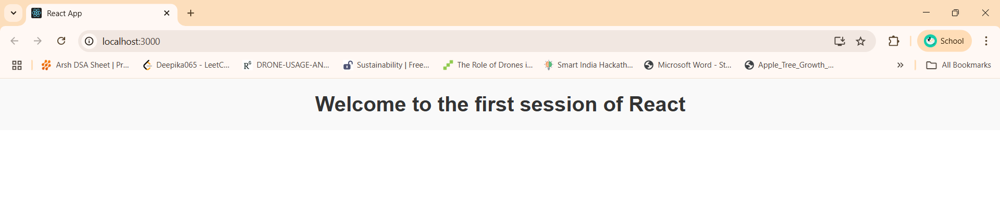 React App
localhost:3000
School
Arsh DSA Sheet | Pr...
Deepika065 - LeetC...
RG
DRONE-USAGE-AN...
Sustainability | Free...
The Role of Drones i...
Smart India Hackath...
Microsoft Word - St...
Apple_Tree_Growth_...
All Bookmarks
Welcome to the first session of React